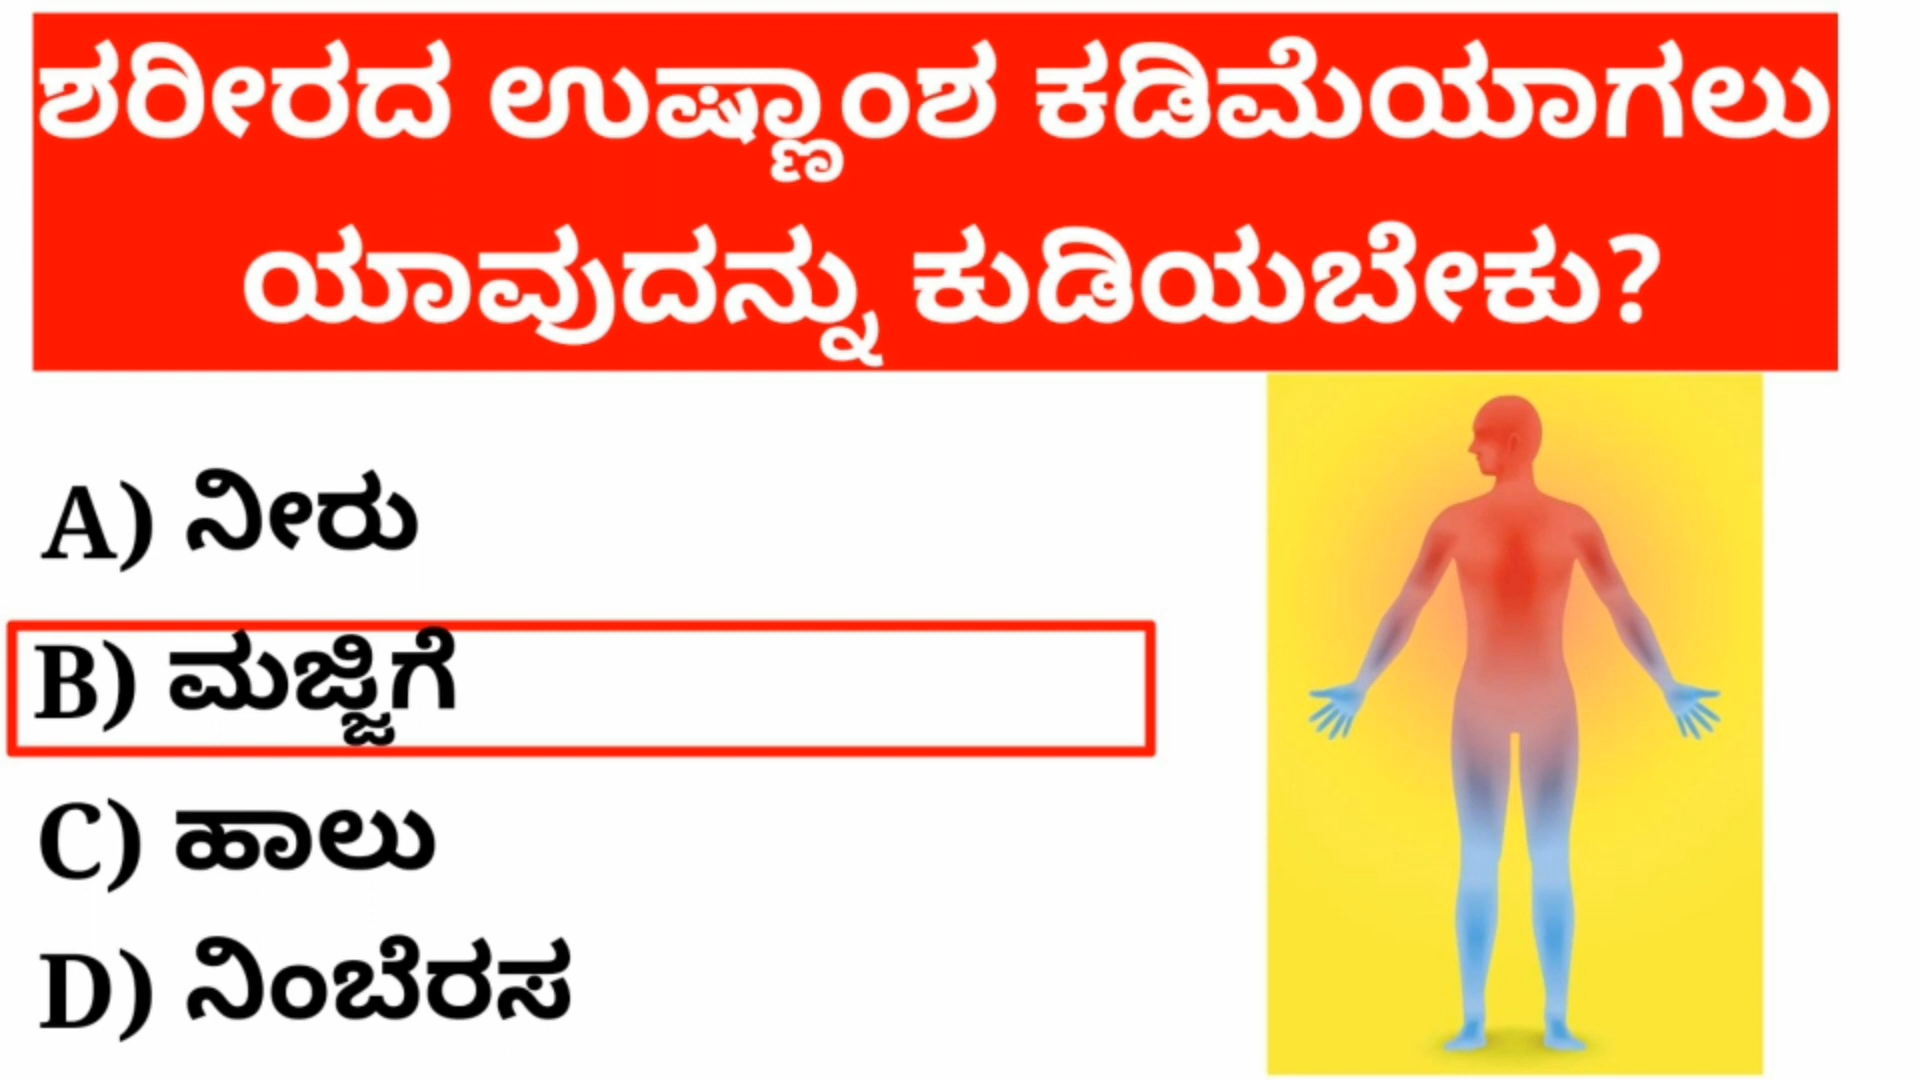 ಶರೀರದ ಉಷ್ಣಾಂಶ ಕಡಿಮೆಯಾಗಲು
ಯಾವುದನ್ನು ಕುಡಿಯಬೇಕು?
A) ನೀರು
B) ಮಜ್ಜಿಗೆ
C) ಹಾಲು
D) ನಿಂಬೆರಸ